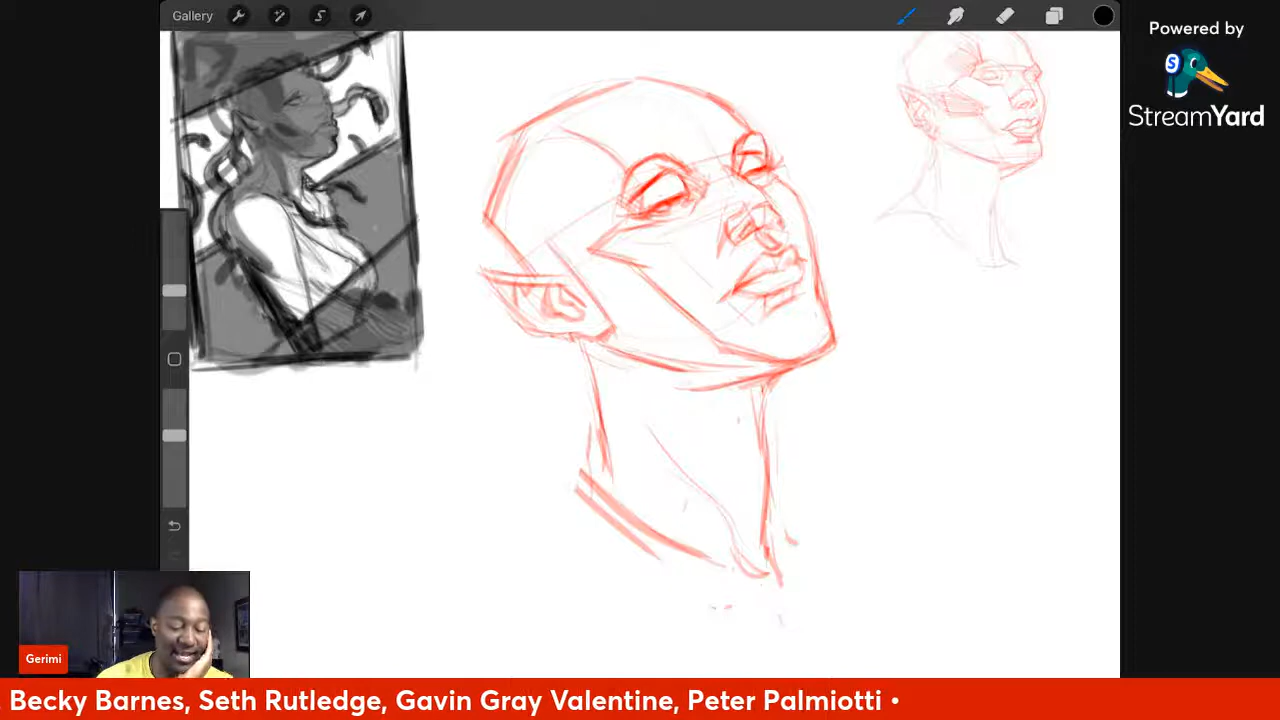 Gallery
Powered by
StreamYard
Gerimi
Becky Barnes, Seth Rutledge, Gavin Gray Valentine, Peter Palmiotti •